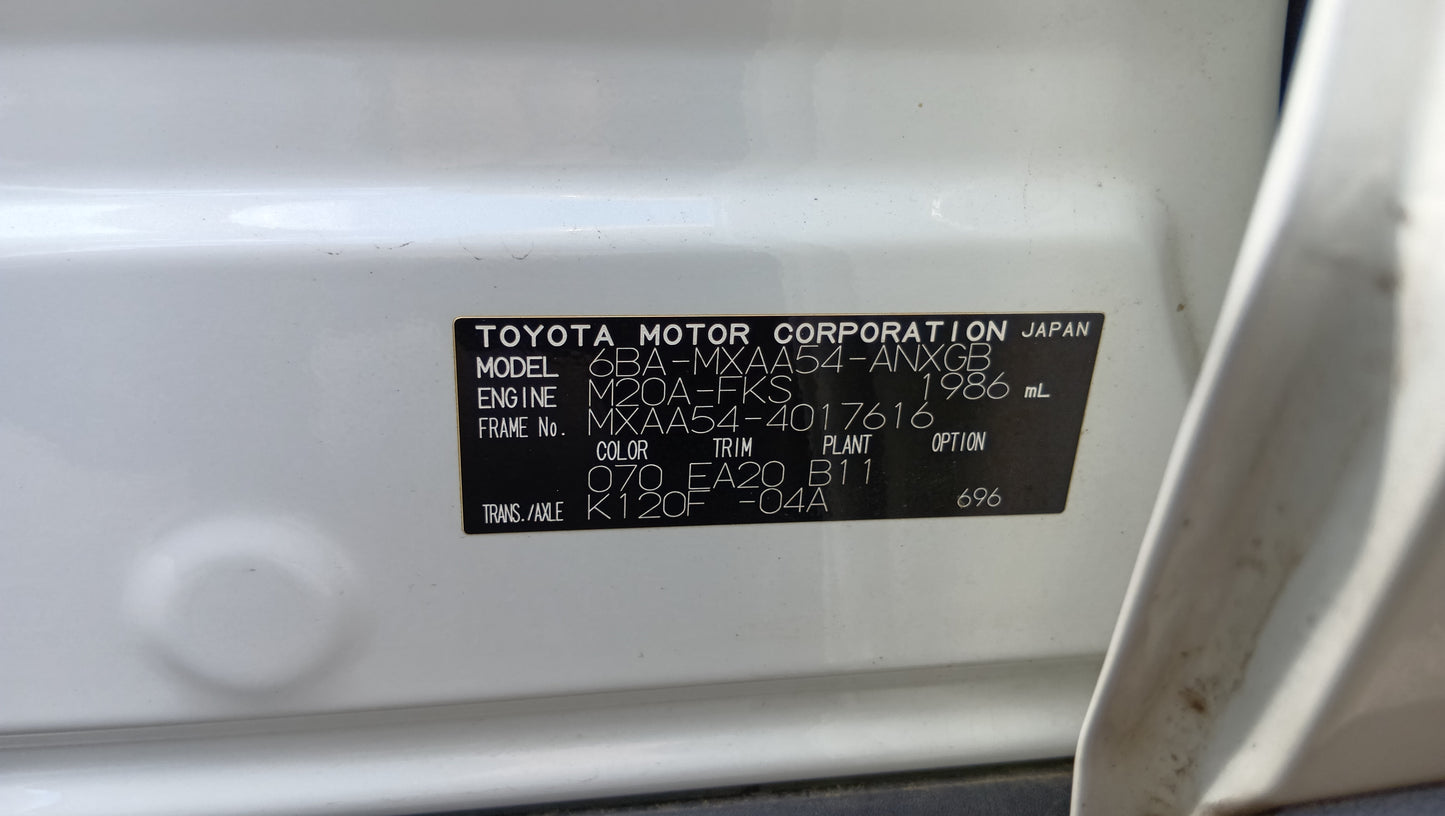 TOYOTA MOTOR CORPORATION JAPAN
MODEL 6BA-MXAA54-ANXGB
ENGINE M20A-FKS 1986 mL
FRAME No. MXAA54-4017616
COLOR TRIM PLANT OPTION
070 EA20 B11
TRANS./AXLE K120F -04A 696